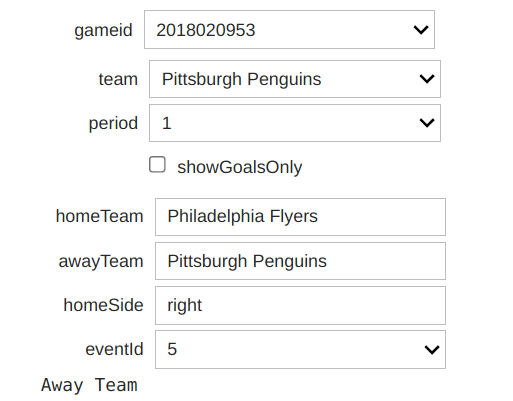 gameid 2018020953
team Pittsburgh Penguins
period 1
showGoalsOnly
homeTeam Philadelphia Flyers
awayTeam Pittsburgh Penguins
homeSide right
eventId 5
Away Team